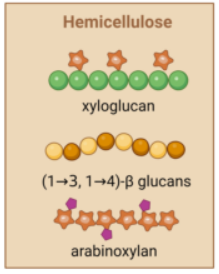 Hemicellulose
xyloglucan
(1→3, 1→4)-β glucans
arabinoxylan